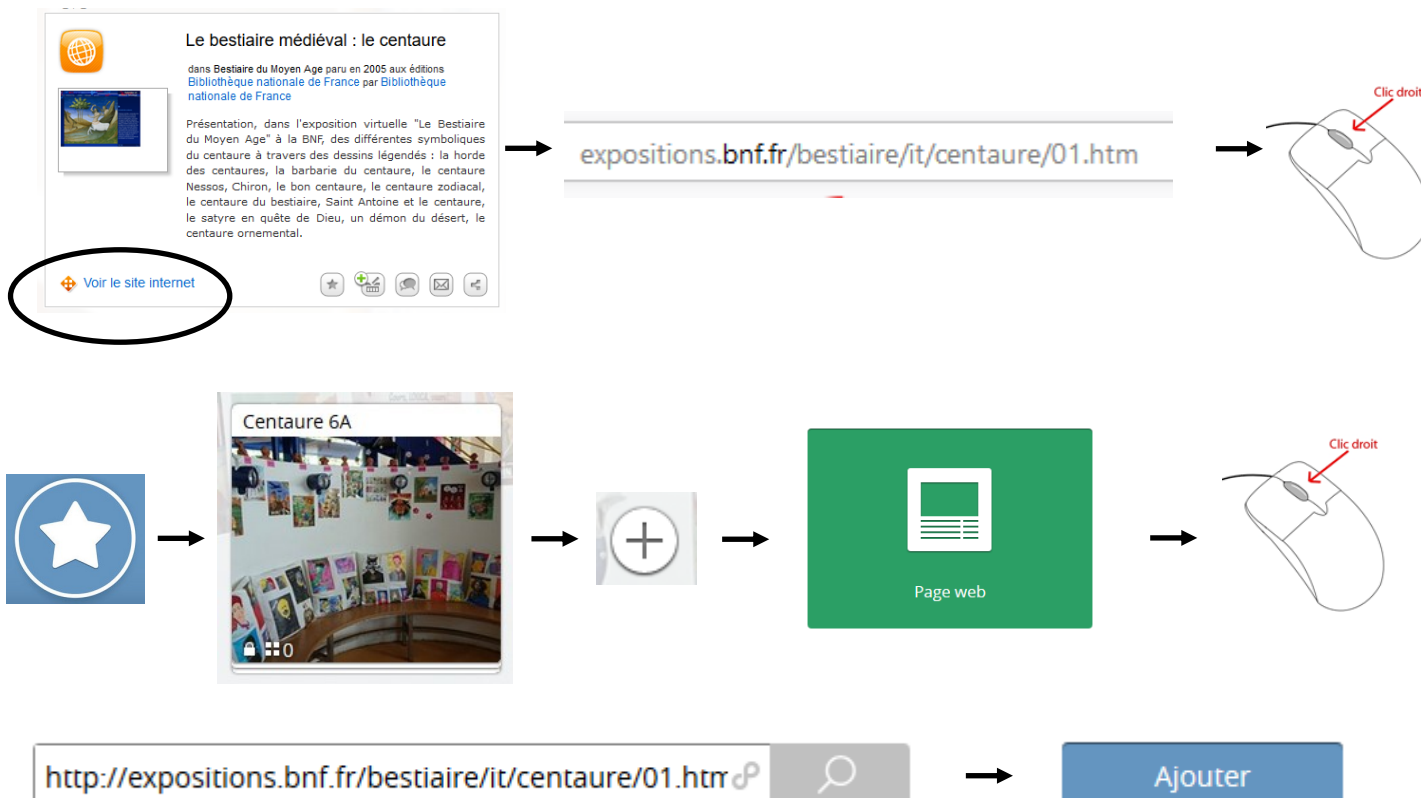 Le bestiaire médiéval : le centaure
dans Bestiaire du Moyen Age paru en 2005 aux éditions
Bibliothèque nationale de France par Bibliothèque
nationale de France
Présentation, dans l'exposition virtuelle "Le Bestiaire
du Moyen Age" à la BNF, des différentes symboliques
du centaure à travers des dessins légendés : la horde
des centaures, la barbarie du centaure, le centaure
Nessos, Chiron, le bon centaure, le centaure zodiacal,
le centaure du bestiaire, Saint Antoine et le centaure,
le satyre en quête de Dieu, un démon du désert, le
centaure ornemental.
Voir le site internet
expositions.bnf.fr/bestiaire/it/centaure/01.htm
Clic droit
Centaure 6A
0
Page web
Clic droit
http://expositions.bnf.fr/bestiaire/it/centaure/01.htm
Ajouter